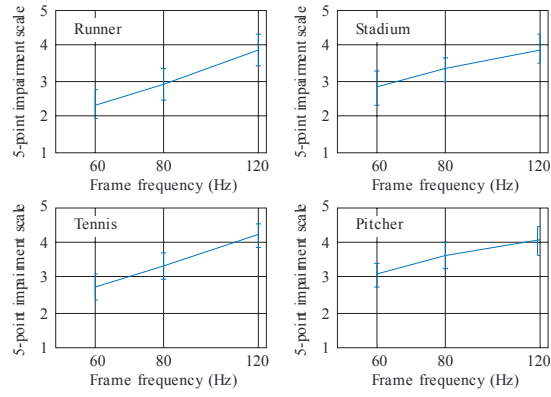 5-point impairment scale
5
4
3
2
1
Runner
60
80
120
Frame frequency (Hz)
5-point impairment scale
5
4
3
2
1
Stadium
60
80
120
Frame frequency (Hz)
5-point impairment scale
5
4
3
2
1
Tennis
60
80
120
Frame frequency (Hz)
5-point impairment scale
5
4
3
2
1
Pitcher
60
80
120
Frame frequency (Hz)